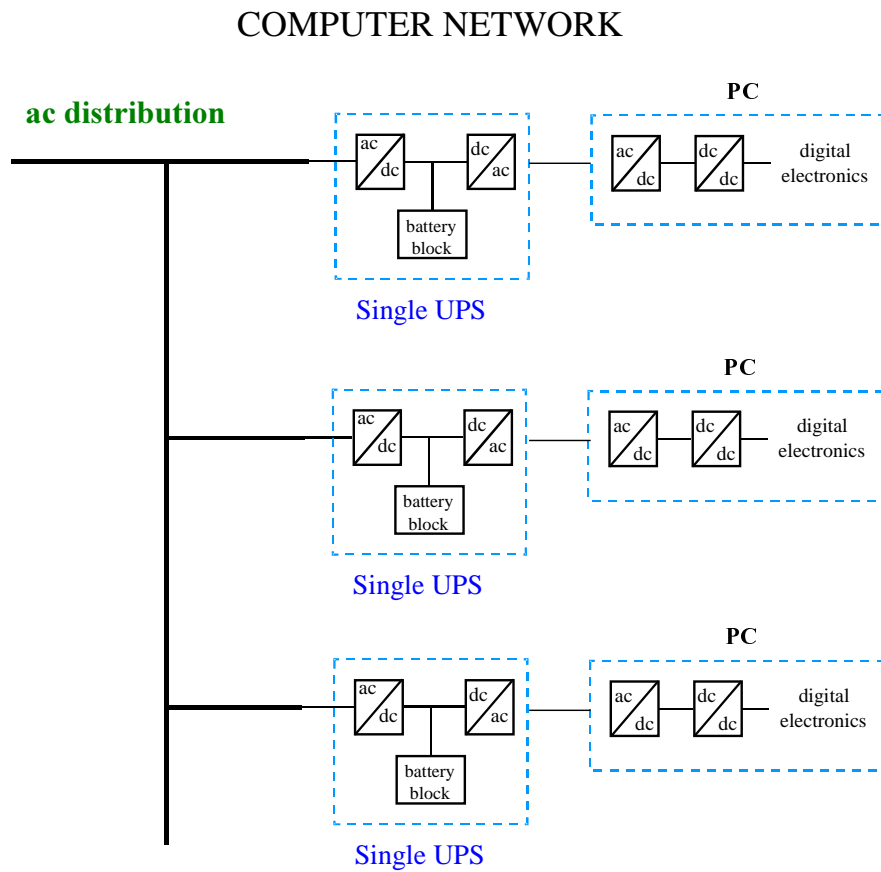 COMPUTER NETWORK
ac distribution
PC
ac
dc
dc
ac
battery
block
ac
dc
dc
dc
digital
electronics
Single UPS
PC
ac
dc
dc
ac
battery
block
ac
dc
dc
dc
digital
electronics
Single UPS
PC
ac
dc
dc
ac
battery
block
ac
dc
dc
dc
digital
electronics
Single UPS